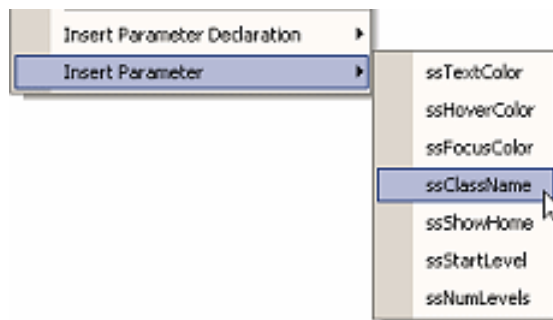 Insert Parameter Declaration
Insert Parameter
ssTextColor
ssHoverColor
ssFocusColor
ssClassName
ssShowHome
ssStartLevel
ssNumLevels